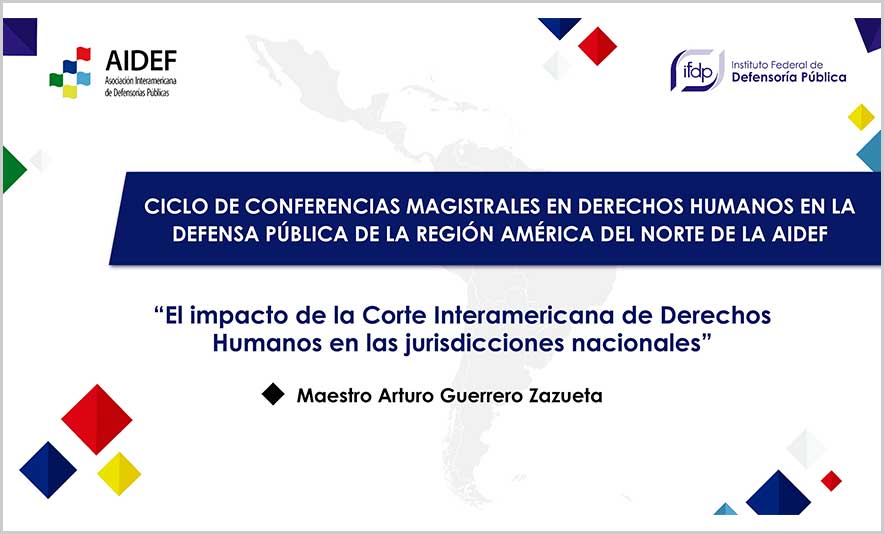 AIDEF
Asociación Interamericana
de Defensorías Públicas
ifdp
Instituto Federal de
Defensoría Pública
CICLO DE CONFERENCIAS MAGISTRALES EN DERECHOS HUMANOS EN LA
DEFENSA PÚBLICA DE LA REGIÓN AMÉRICA DEL NORTE DE LA AIDEF
“El impacto de la Corte Interamericana de Derechos
Humanos en las jurisdicciones nacionales”
Maestro Arturo Guerrero Zazueta